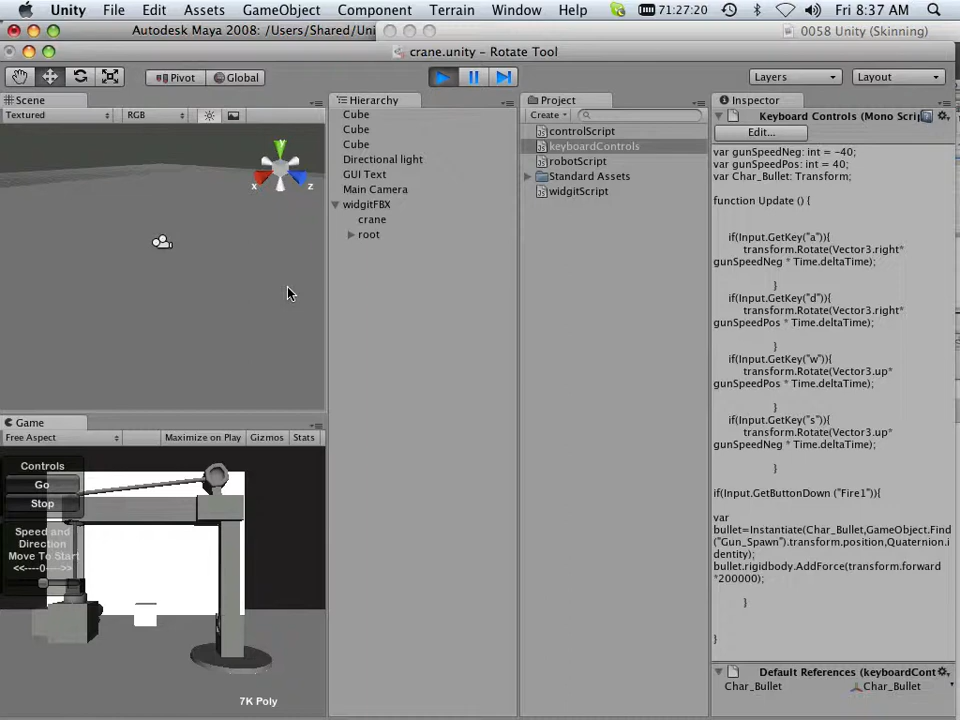 Unity File Edit Assets GameObject Component Terrain Window Help 71:27:20 Fri 8:37 AM
Autodesk Maya 2008: /Users/Shared/Uni
0058 Unity (Skinning)
crane.unity – Rotate Tool
Pivot Global Layers Layout
Scene
Textured RGB
y
x z
Game
Free Aspect Maximize on Play Gizmos Stats
Controls
Go
Stop
Speed and
Direction
Move To Start
<<----0---->>
7K Poly
Hierarchy
Cube
Cube
Cube
Directional light
GUI Text
Main Camera
widgitFBX
crane
root
Project
Create
controlScript
keyboardControls
robotScript
Standard Assets
widgitScript
Inspector
Keyboard Controls (Mono Scrip
Edit...
var gunSpeedNeg: int = -40;
var gunSpeedPos: int = 40;
var Char_Bullet: Transform;
function Update () {
if(Input.GetKey("a")){
transform.Rotate(Vector3.right*
gunSpeedNeg * Time.deltaTime);
}
if(Input.GetKey("d")){
transform.Rotate(Vector3.right*
gunSpeedPos * Time.deltaTime);
}
if(Input.GetKey("w")){
transform.Rotate(Vector3.up*
gunSpeedPos * Time.deltaTime);
}
if(Input.GetKey("s")){
transform.Rotate(Vector3.up*
gunSpeedNeg * Time.deltaTime);
}
if(Input.GetButtonDown ("Fire1")){
var
bullet=Instantiate(Char_Bullet,GameObject.Find
("Gun_Spawn").transform.position,Quaternion.i
dentity);
bullet.rigidbody.AddForce(transform.forward
*200000);
}
}
Default References (keyboardCont
Char_Bullet Char_Bullet